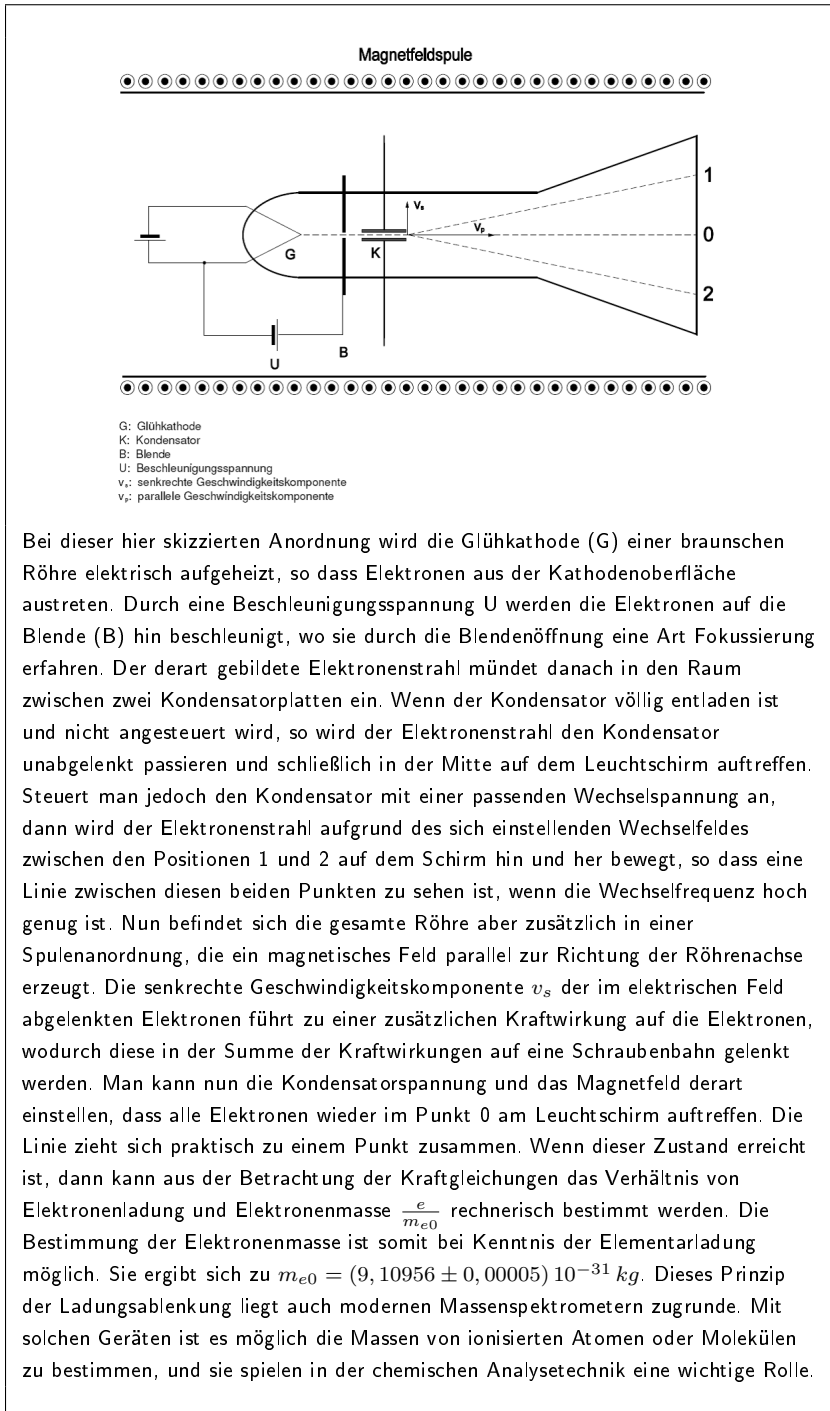 Magnetfeldspule
1
0
2
v_s
v_p
G
K
U
B
G: Glühkathode
K: Kondensator
B: Blende
U: Beschleunigungsspannung
v_s: senkrechte Geschwindigkeitskomponente
v_p: parallele Geschwindigkeitskomponente
Bei dieser hier skizzierten Anordnung wird die Glühkathode (G) einer braunschen
Röhre elektrisch aufgeheizt, so dass Elektronen aus der Kathodenoberfläche
austreten. Durch eine Beschleunigungsspannung U werden die Elektronen auf die
Blende (B) hin beschleunigt, wo sie durch die Blendenöffnung eine Art Fokussierung
erfahren. Der derart gebildete Elektronenstrahl mündet danach in den Raum
zwischen zwei Kondensatorplatten ein. Wenn der Kondensator völlig entladen ist
und nicht angesteuert wird, so wird der Elektronenstrahl den Kondensator
unabgelenkt passieren und schließlich in der Mitte auf dem Leuchtschirm auftreffen.
Steuert man jedoch den Kondensator mit einer passenden Wechselspannung an,
dann wird der Elektronenstrahl aufgrund des sich einstellenden Wechselfeldes
zwischen den Positionen 1 und 2 auf dem Schirm hin und her bewegt, so dass eine
Linie zwischen diesen beiden Punkten zu sehen ist, wenn die Wechselfrequenz hoch
genug ist. Nun befindet sich die gesamte Röhre aber zusätzlich in einer
Spulenanordnung, die ein magnetisches Feld parallel zur Richtung der Röhrenachse
erzeugt. Die senkrechte Geschwindigkeitskomponente v_s der im elektrischen Feld
abgelenkten Elektronen führt zu einer zusätzlichen Kraftwirkung auf die Elektronen,
wodurch diese in der Summe der Kraftwirkungen auf eine Schraubenbahn gelenkt
werden. Man kann nun die Kondensatorspannung und das Magnetfeld derart
einstellen, dass alle Elektronen wieder im Punkt 0 am Leuchtschirm auftreffen. Die
Linie zieht sich praktisch zu einem Punkt zusammen. Wenn dieser Zustand erreicht
ist, dann kann aus der Betrachtung der Kraftgleichungen das Verhältnis von
Elektronenladung und Elektronenmasse e/m_e0 rechnerisch bestimmt werden. Die
Bestimmung der Elektronenmasse ist somit bei Kenntnis der Elementarladung
möglich. Sie ergibt sich zu m_e0 = (9, 10956 ± 0, 00005) 10^−31 kg. Dieses Prinzip
der Ladungsablenkung liegt auch modernen Massenspektrometern zugrunde. Mit
solchen Geräten ist es möglich die Massen von ionisierten Atomen oder Molekülen
zu bestimmen, und sie spielen in der chemischen Analysetechnik eine wichtige Rolle.